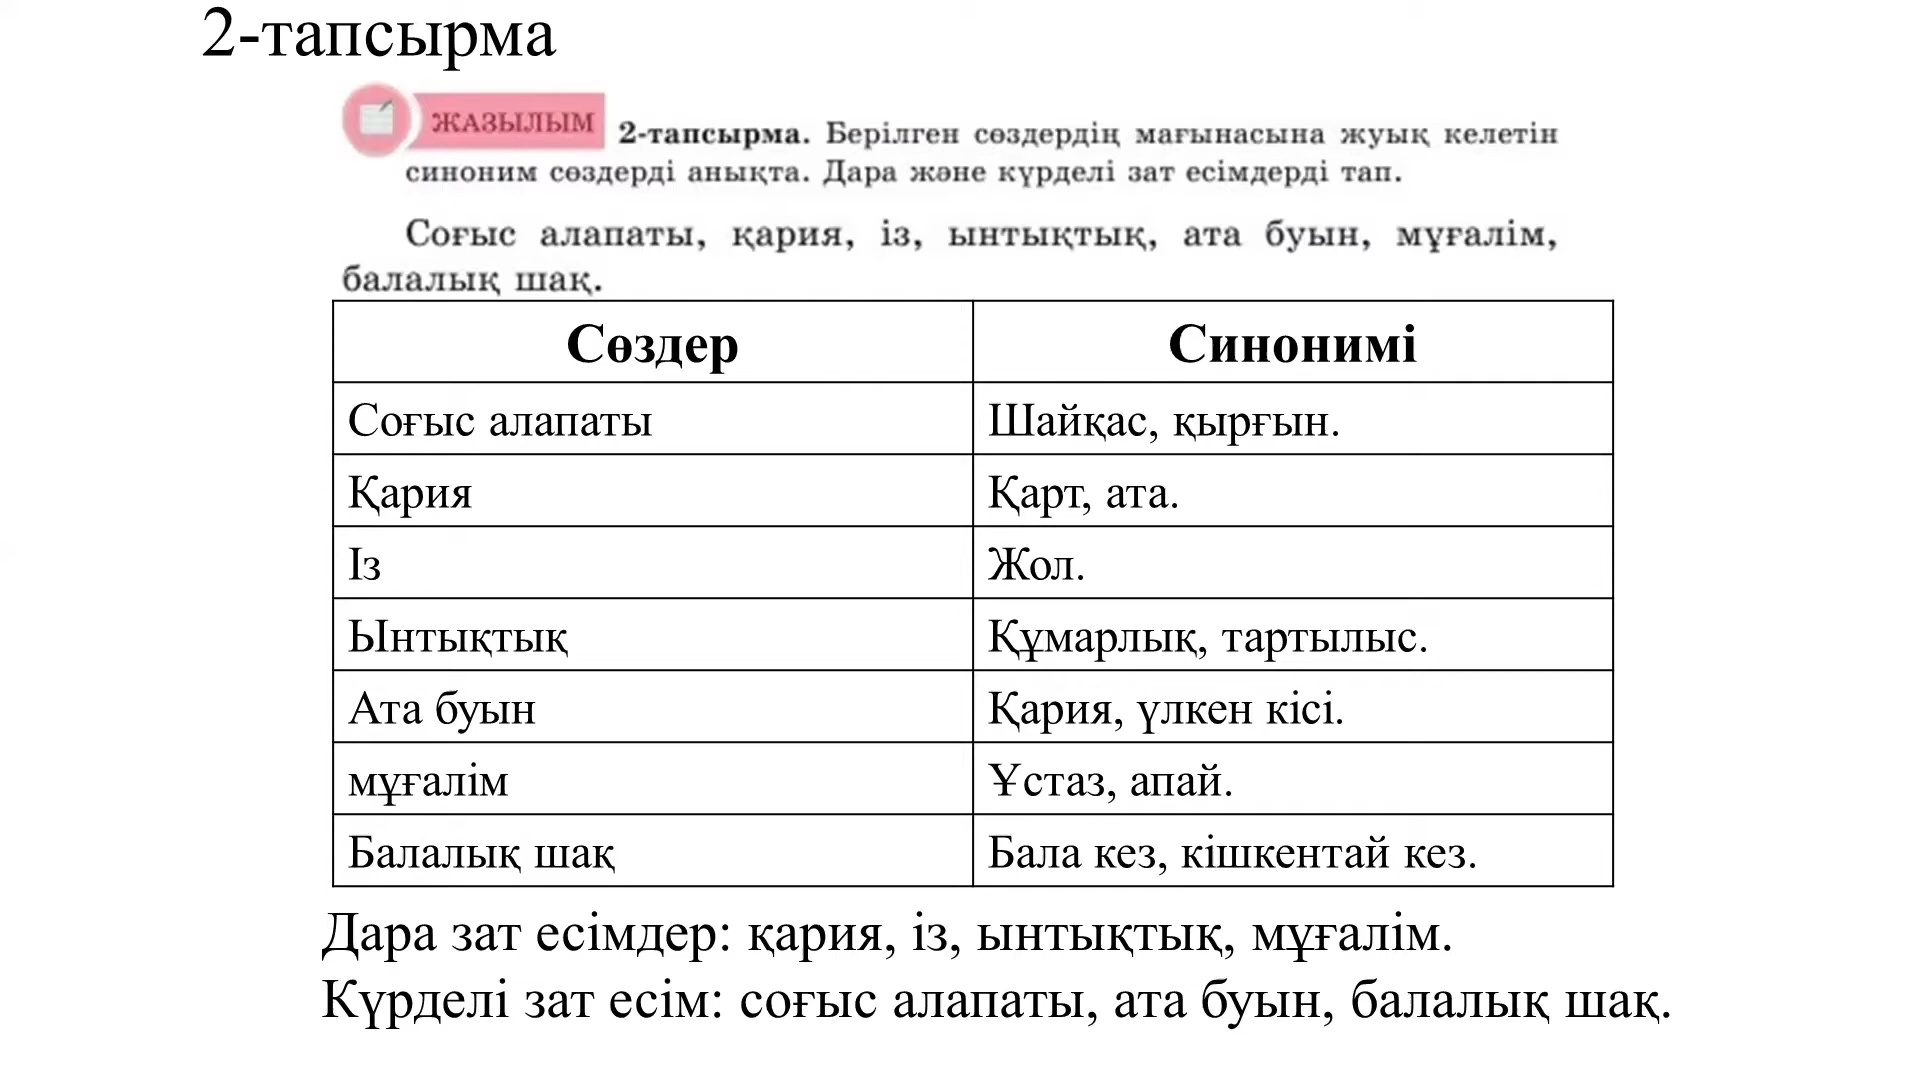 2-тапсырма
ЖАЗЫЛЫМ 2-тапсырма. Берілген сөздердің мағынасына жуық келетін
синоним сөздерді анықта. Дара және күрделі зат есімдерді тап.
Соғыс алапаты, қария, із, ынтықтық, ата буын, мұғалім,
балалық шақ.
Сөздер Синонимі
Соғыс алапаты Шайқас, қырғын.
Қария Қарт, ата.
Із Жол.
Ынтықтық Құмарлық, тартылыс.
Ата буын Қария, үлкен кісі.
мұғалім Ұстаз, апай.
Балалық шақ Бала кез, кішкентай кез.
Дара зат есімдер: қария, із, ынтықтық, мұғалім.
Күрделі зат есім: соғыс алапаты, ата буын, балалық шақ.